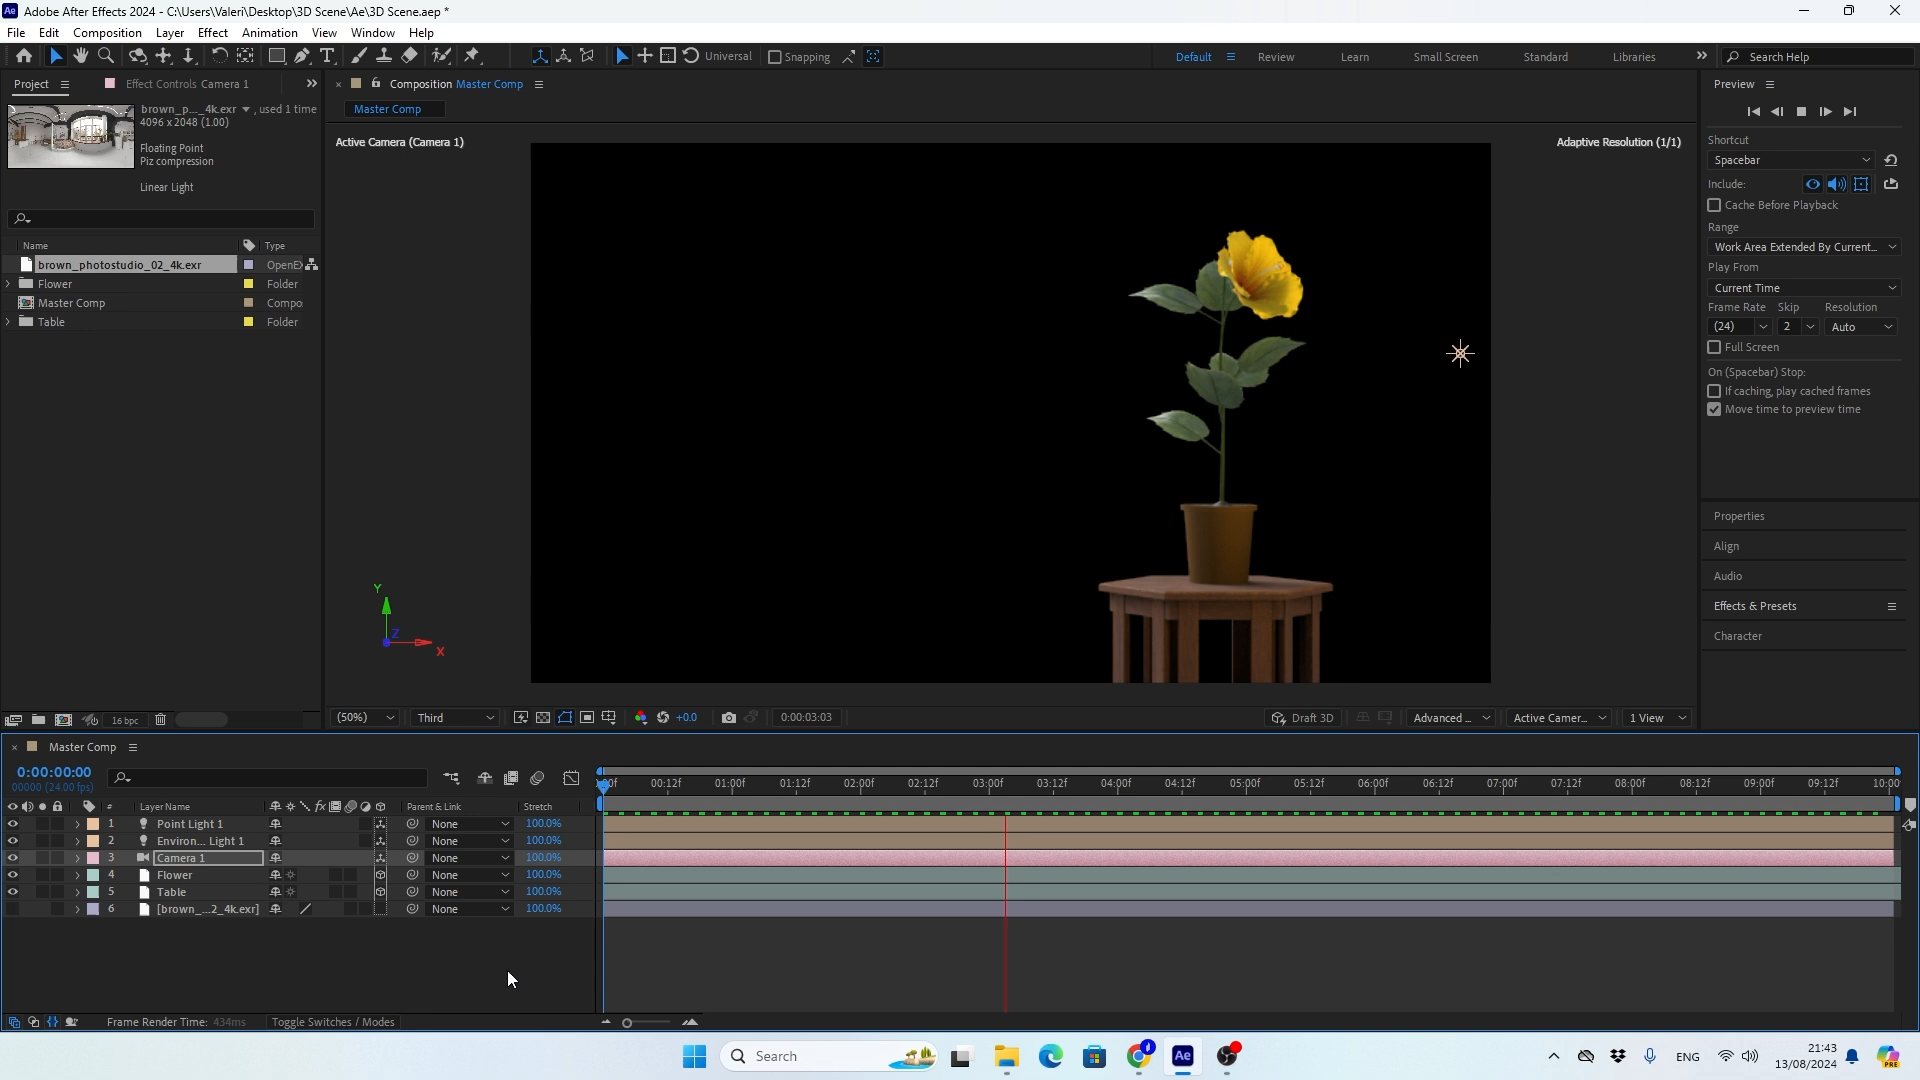 Adobe After Effects 2024 - C:\Users\Valeri\Desktop\3D Scene\Ae\3D Scene.aep *
File Edit Composition Layer Effect Animation View Window Help
Universal Snapping Default Review Learn Small Screen Standard Libraries Search Help
Project Effect Controls Camera 1
brown_p..._4k.exr , used 1 time
4096 x 2048 (1.00)
Floating Point
Piz compression
Linear Light
Name Type
brown_photostudio_02_4k.exr OpenEX
Flower Folder
Master Comp Compo
Table Folder
16 bpc
Composition Master Comp
Master Comp
Active Camera (Camera 1)
Adaptive Resolution (1/1)
Y
Z
X
(50%) Third +0.0 0:00:03:03 Draft 3D Advanced ... Active Camer... 1 View
Preview
Shortcut
Spacebar
Include:
Cache Before Playback
Range
Work Area Extended By Current...
Play From
Current Time
Frame Rate Skip Resolution
(24) 2 Auto
Full Screen
On (Spacebar) Stop:
If caching, play cached frames
Move time to preview time
Properties
Align
Audio
Effects & Presets
Character
Master Comp
0:00:00:00
00000 (24.00 fps)
00:12f 01:00f 01:12f 02:00f 02:12f 03:00f 03:12f 04:00f 04:12f 05:00f 05:12f 06:00f 06:12f 07:00f 07:12f 08:00f 08:12f 09:00f 09:12f 10:00
# Layer Name fx Parent & Link Stretch
1 Point Light 1 None 100.0%
2 Environ... Light 1 None 100.0%
3 Camera 1 None 100.0%
4 Flower None 100.0%
5 Table None 100.0%
6 [brown_...2_4k.exr] None 100.0%
Frame Render Time: 434ms Toggle Switches / Modes
Search
Ae
ENG
21:43
13/08/2024
PRE